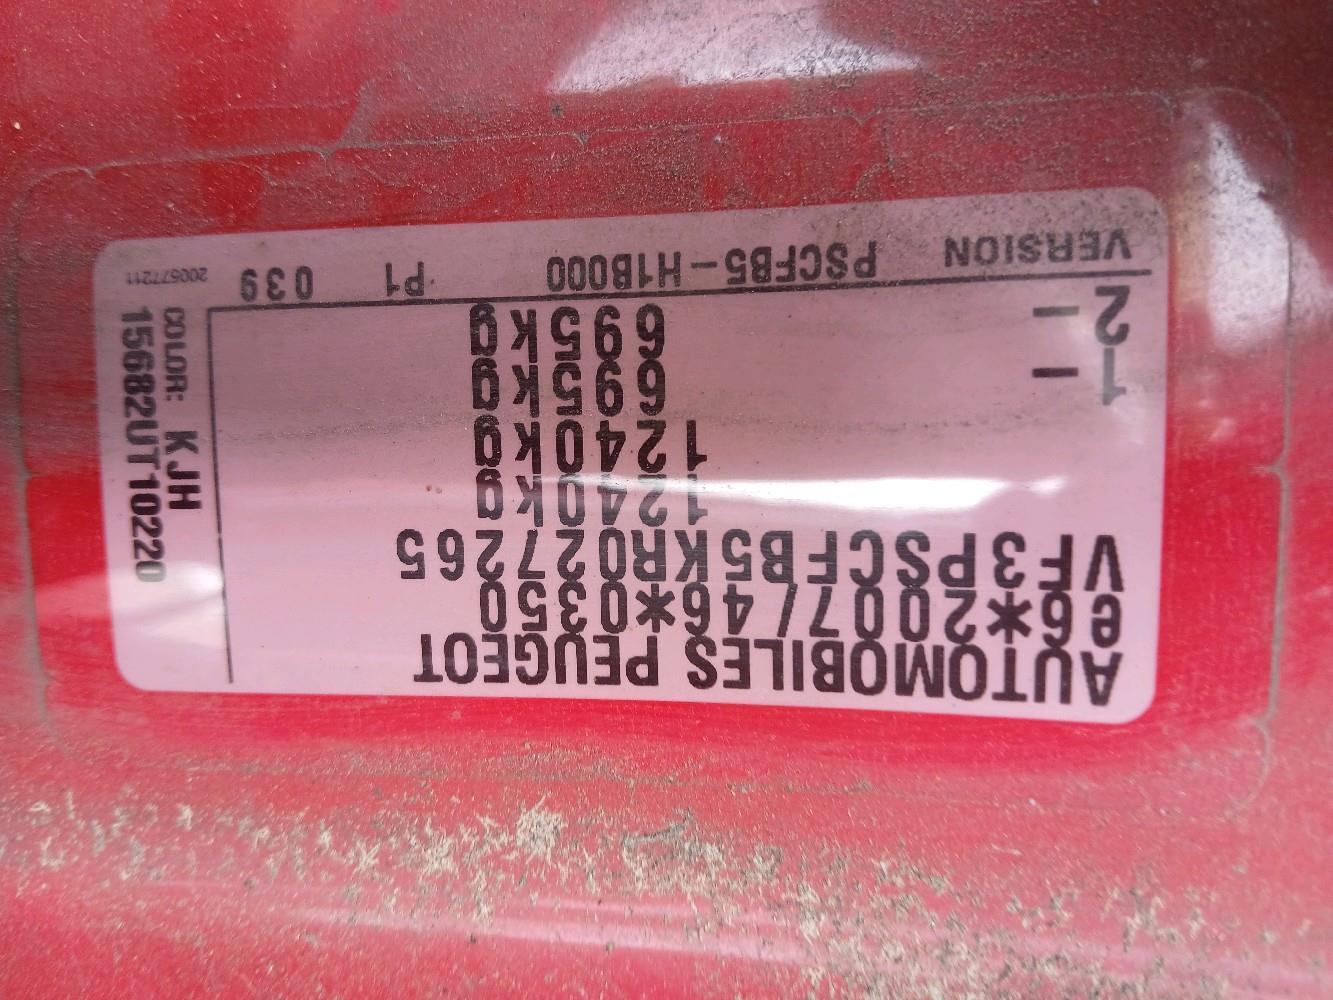 AUTOMOBILES PEUGEOT
e6*2007/46*0350
VF3PSCFB5KR027265
1240kg
1240kg
1 - 695kg
2 - 695kg
VERSION PSCFB5-H1B000 P1 039
COLOR: KJH
15682UT10220
200677211